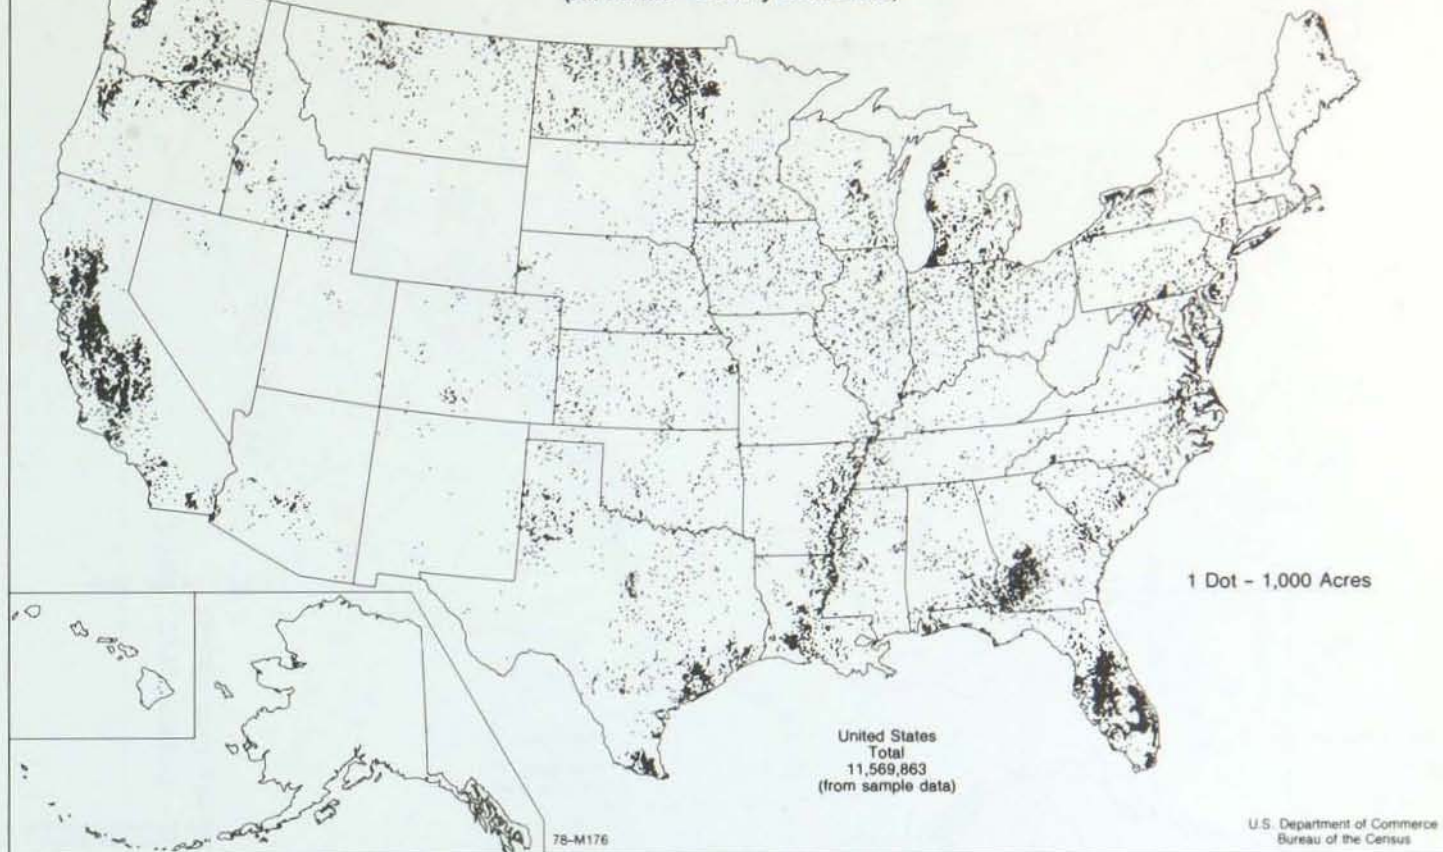 1 Dot – 1,000 Acres
United States
Total
11,569,863
(from sample data)
78-M176
U.S. Department of Commerce
Bureau of the Census